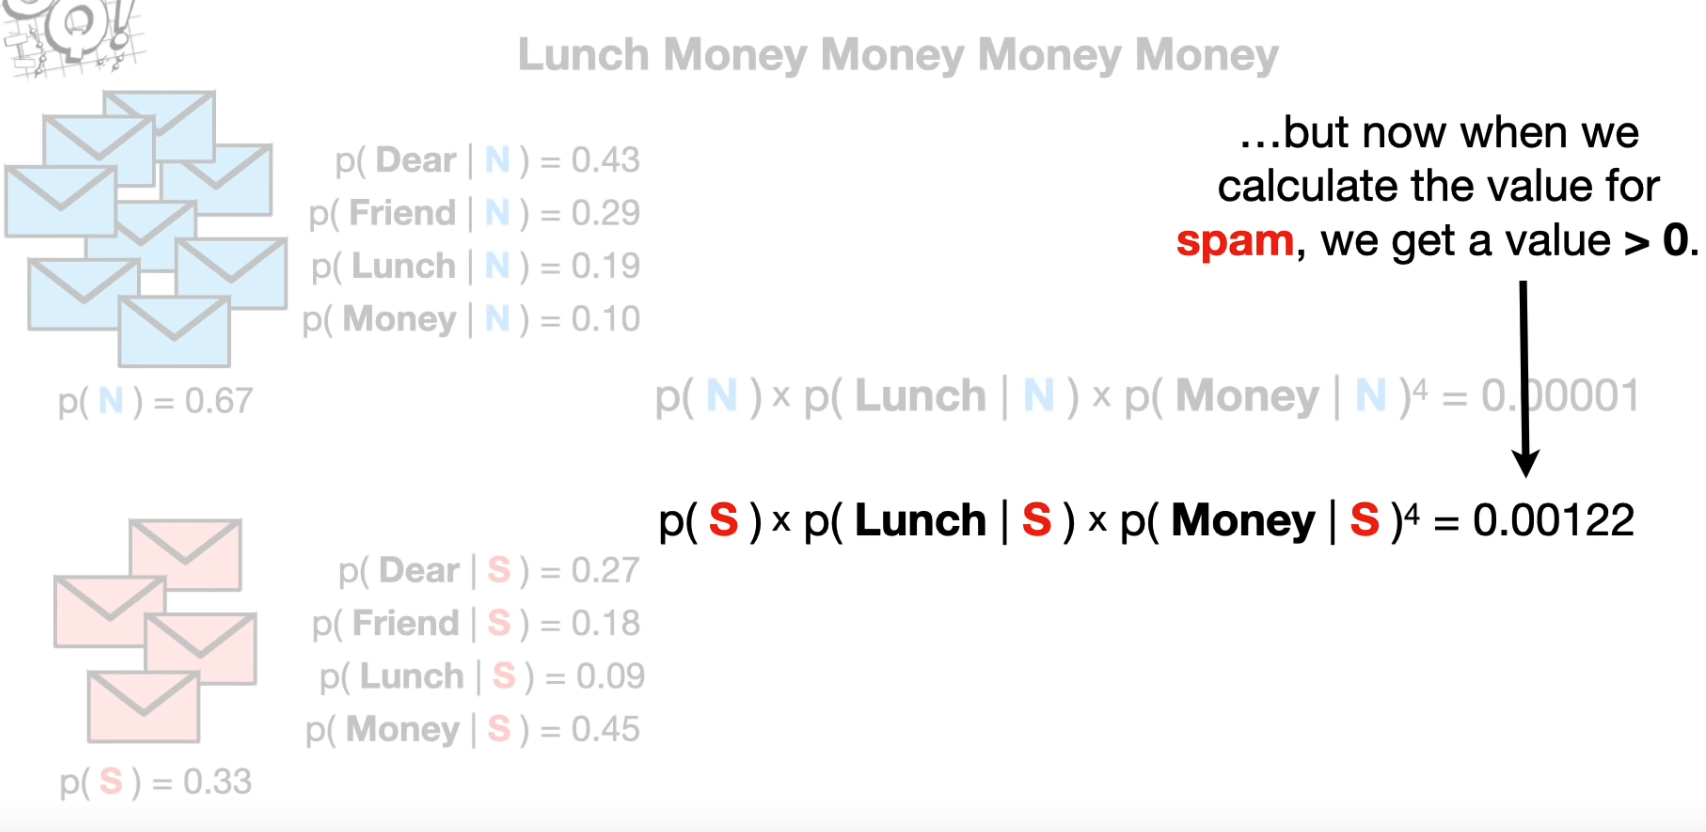 Lunch Money Money Money Money
…but now when we
calculate the value for
spam, we get a value > 0.
p( Dear | N ) = 0.43
p( Friend | N ) = 0.29
p( Lunch | N ) = 0.19
p( Money | N ) = 0.10
p( N ) = 0.67
p( N ) x p( Lunch | N ) x p( Money | N )⁴ = 0.00001
p( S ) x p( Lunch | S ) x p( Money | S )⁴ = 0.00122
p( Dear | S ) = 0.27
p( Friend | S ) = 0.18
p( Lunch | S ) = 0.09
p( Money | S ) = 0.45
p( S ) = 0.33